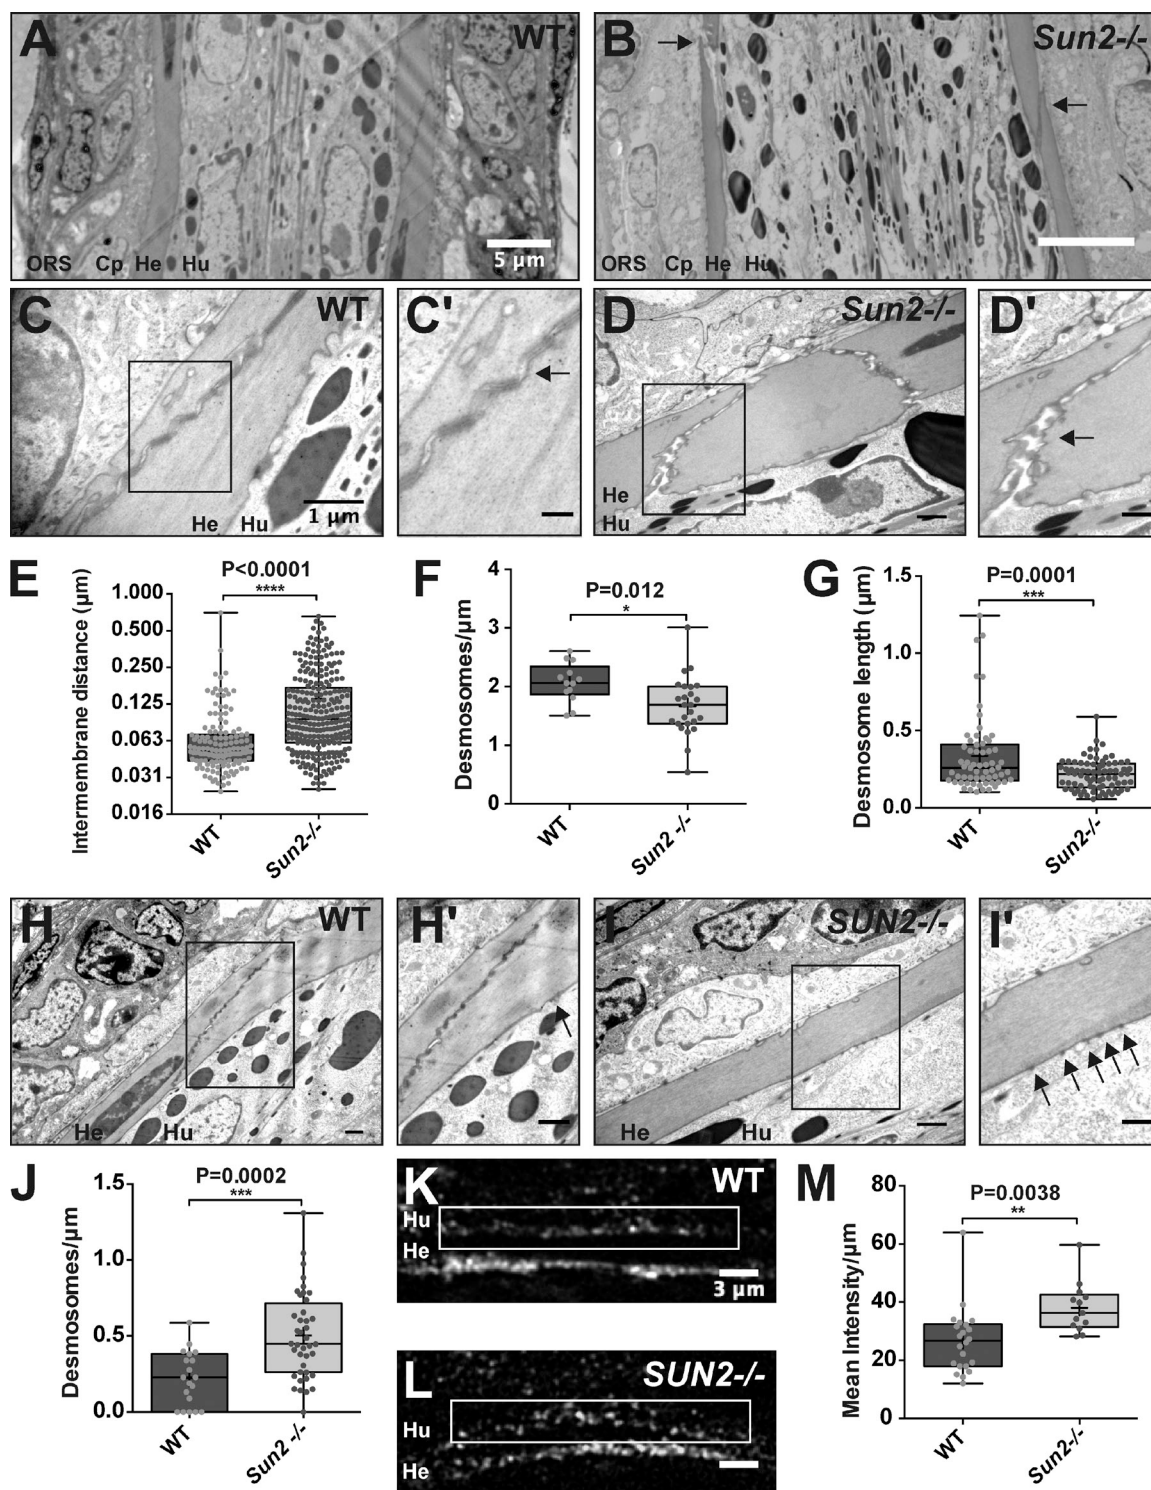 A WT
ORS Cp He Hu
5 μm
B Sun2-/-
ORS Cp He Hu
C WT
He Hu
1 μm
C'
D Sun2-/-
He
Hu
D'
E
P<0.0001
****
Intermembrane distance (μm)
1.000
0.500
0.250
0.125
0.063
0.031
0.016
WT
Sun2-/-
F
P=0.012
*
Desmosomes/μm
4
3
2
1
0
WT
Sun2 -/-
G
P=0.0001
***
Desmosome length (μm)
1.5
1.0
0.5
0.0
WT
Sun2-/-
H WT
He Hu
H'
I SUN2-/-
He Hu
I'
J
P=0.0002
***
Desmosomes/μm
1.5
1.0
0.5
0.0
WT
Sun2 -/-
K WT
Hu
He
3 μm
L SUN2-/-
Hu
He
M
P=0.0038
**
Mean Intensity/μm
80
60
40
20
0
WT
Sun2-/-